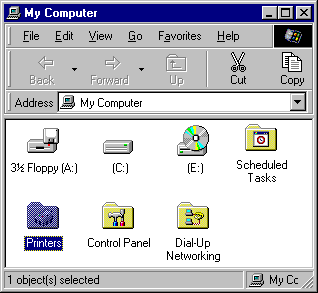 My Computer
File Edit View Go Favorites Help
Back Forward Up Cut Copy
Address My Computer
3½ Floppy (A:) (C:) (E:) Scheduled
Tasks
Printers Control Panel Dial-Up
Networking
1 object(s) selected My Cc